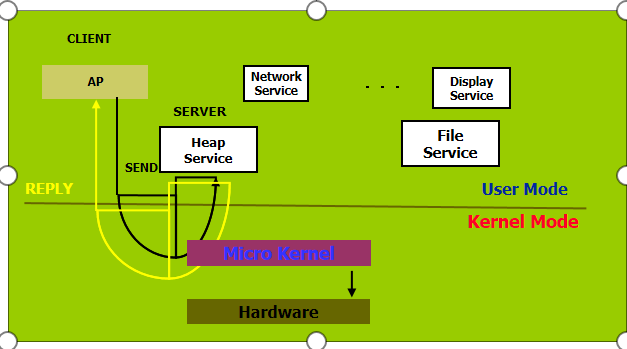 CLIENT
AP
Network
Service
. . .
Display
Service
SERVER
Heap
Service
File
Service
SEND
REPLY
User Mode
Kernel Mode
Micro Kernel
Hardware